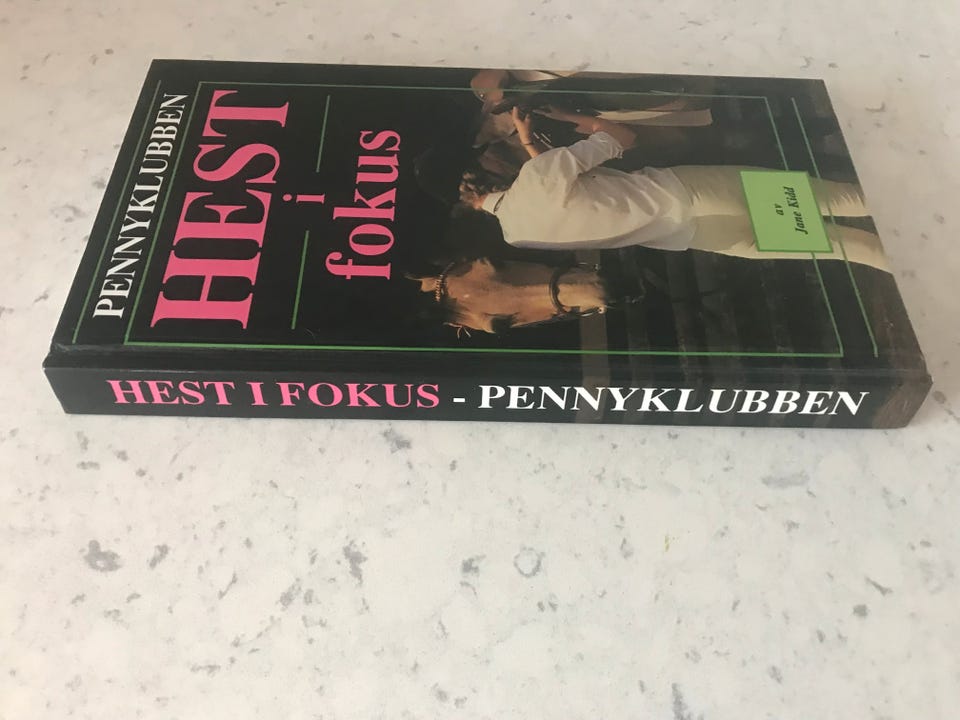 PENNYKLUBBEN
HEST
i
fokus
av
Jane Kidd
HEST I FOKUS - PENNYKLUBBEN